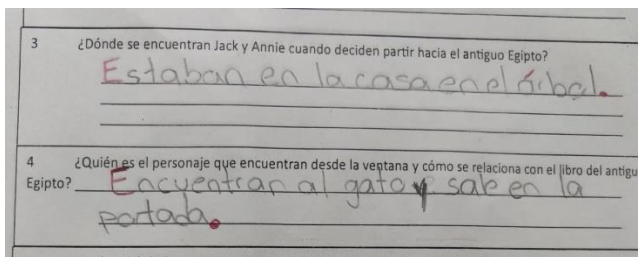 3 ¿Dónde se encuentran Jack y Annie cuando deciden partir hacia el antiguo Egipto?
Estaban en la casa en el árbol.
4 ¿Quién es el personaje que encuentran desde la ventana y cómo se relaciona con el libro del antigu
Egipto? Encuentran al gato y sale en la
portada.